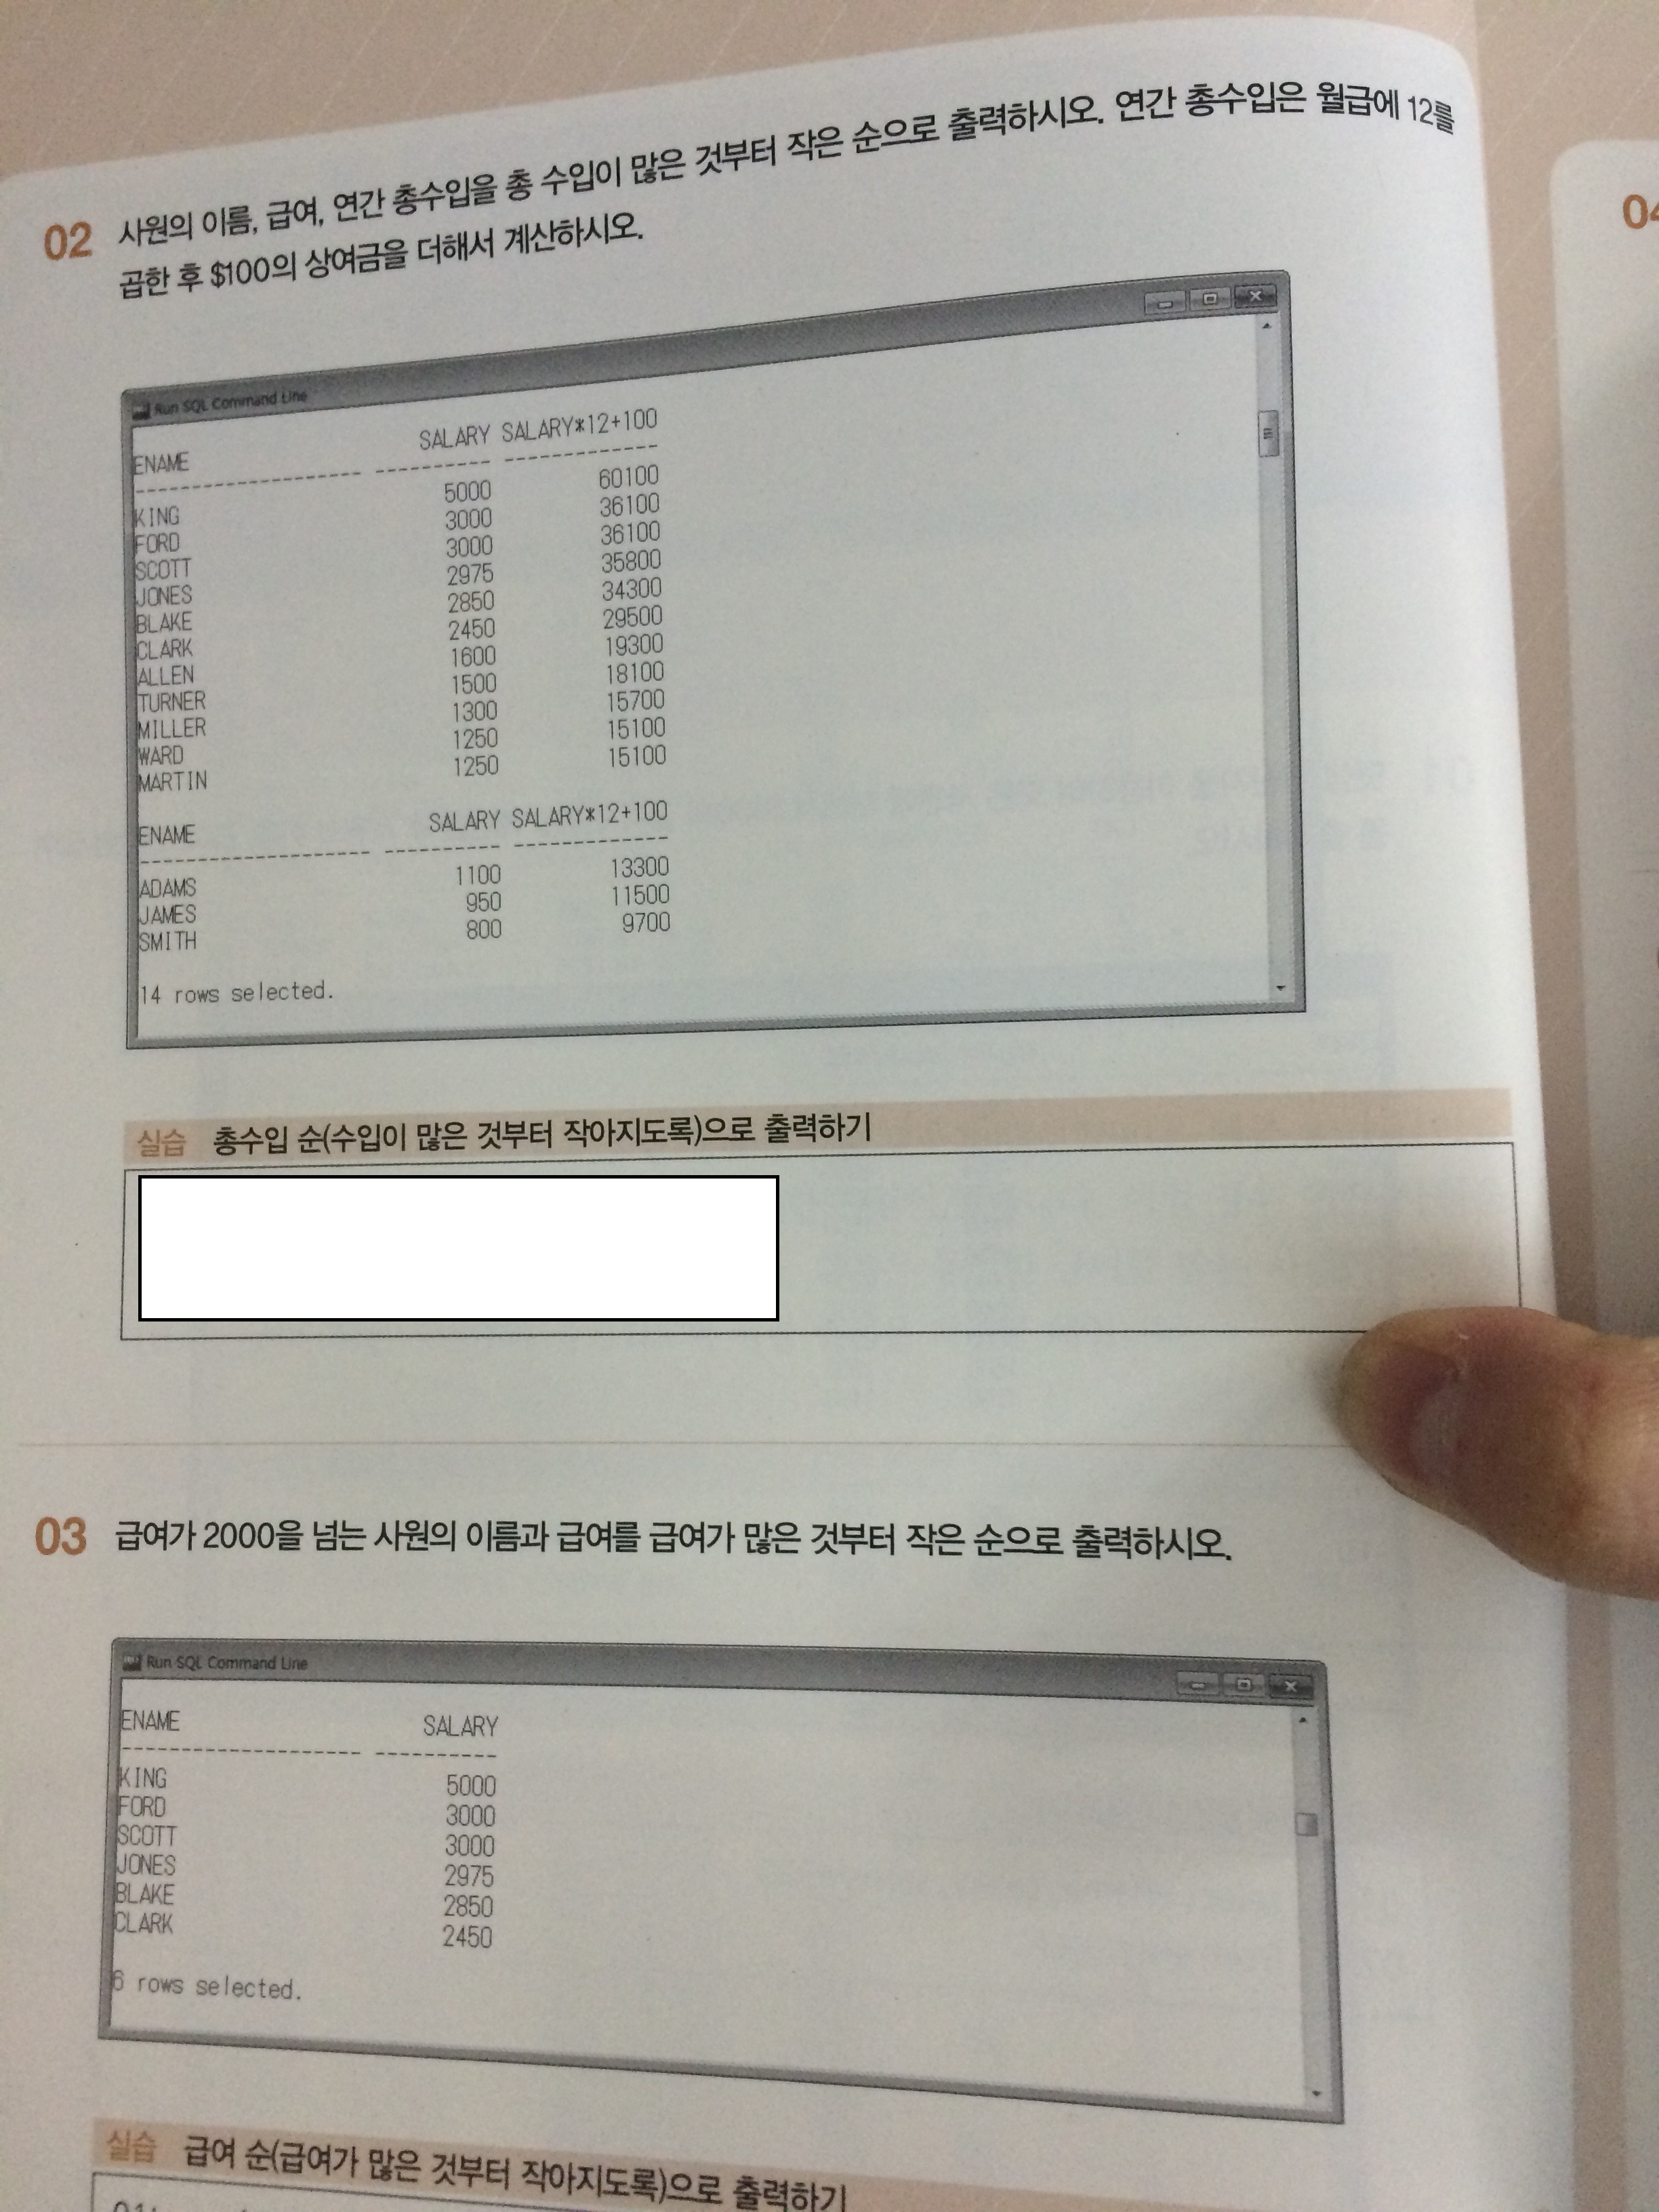 02 사원의 이름, 급여, 연간 총수입을 총 수입이 많은 것부터 작은 순으로 출력하시오. 연간 총수입은 월급에 12를
곱한 후 $100의 상여금을 더해서 계산하시오.
Run SQL Command Line
ENAME SALARY SALARY*12+100
-------------------- ---------- -------------
KING 5000 60100
FORD 3000 36100
SCOTT 3000 36100
JONES 2975 35800
BLAKE 2850 34300
CLARK 2450 29500
ALLEN 1600 19300
TURNER 1500 18100
MILLER 1300 15700
WARD 1250 15100
MARTIN 1250 15100
ENAME SALARY SALARY*12+100
-------------------- ---------- -------------
ADAMS 1100 13300
JAMES 950 11500
SMITH 800 9700
14 rows selected.
실습 총수입 순(수입이 많은 것부터 작아지도록)으로 출력하기
03 급여가 2000을 넘는 사원의 이름과 급여를 급여가 많은 것부터 작은 순으로 출력하시오.
Run SQL Command Line
ENAME SALARY
-------------------- ----------
KING 5000
FORD 3000
SCOTT 3000
JONES 2975
BLAKE 2850
CLARK 2450
6 rows selected.
실습 급여 순(급여가 많은 것부터 작아지도록)으로 출력하기